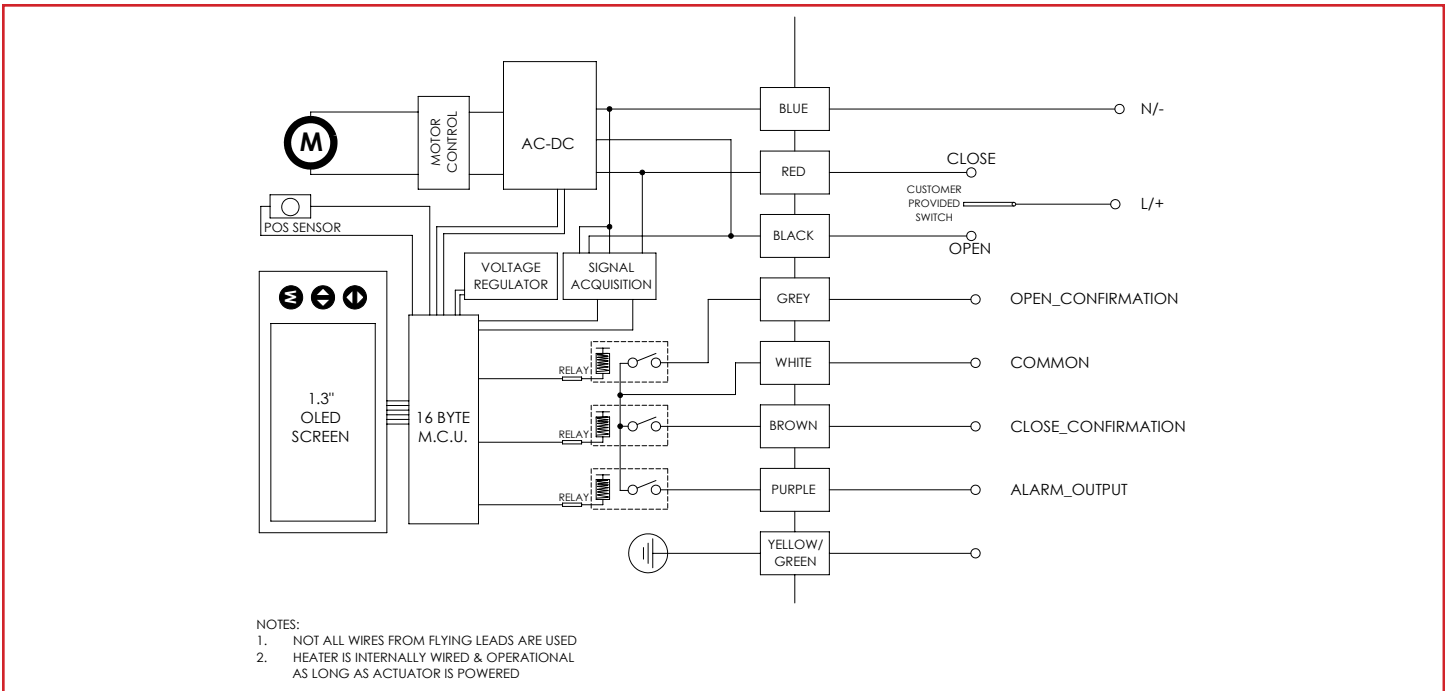 M
MOTOR
CONTROL
AC-DC
BLUE
N/-
RED
CLOSE
CUSTOMER
PROVIDED
SWITCH
L/+
BLACK
OPEN
POS SENSOR
VOLTAGE
REGULATOR
SIGNAL
ACQUISITION
M
GREY
OPEN_CONFIRMATION
RELAY
WHITE
COMMON
1.3"
OLED
SCREEN
16 BYTE
M.C.U.
RELAY
BROWN
CLOSE_CONFIRMATION
RELAY
PURPLE
ALARM_OUTPUT
YELLOW/
GREEN
NOTES:
1. NOT ALL WIRES FROM FLYING LEADS ARE USED
2. HEATER IS INTERNALLY WIRED & OPERATIONAL
AS LONG AS ACTUATOR IS POWERED